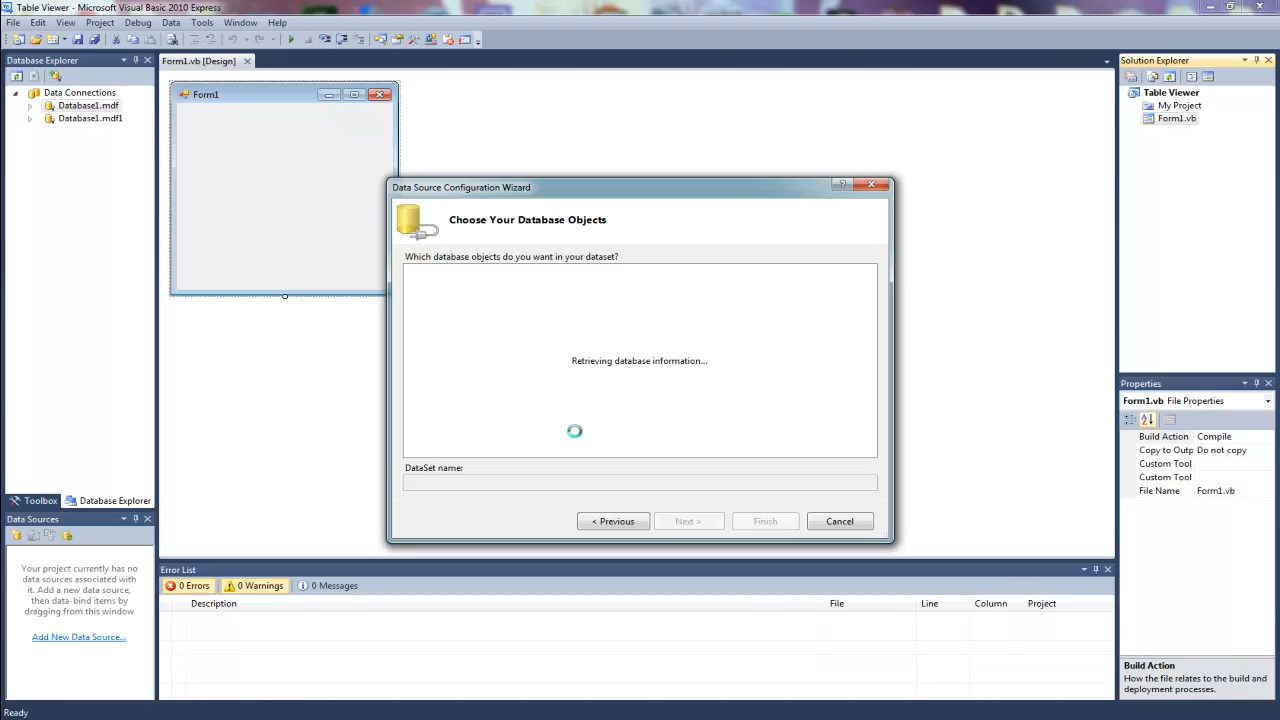 Table Viewer - Microsoft Visual Basic 2010 Express
File Edit View Project Debug Data Tools Window Help
Database Explorer
Data Connections
Database1.mdf
Database1.mdf1
Form1.vb [Design]
Form1
Data Source Configuration Wizard
Choose Your Database Objects
Which database objects do you want in your dataset?
Retrieving database information...
DataSet name:
< Previous
Next >
Finish
Cancel
Solution Explorer
Table Viewer
My Project
Form1.vb
Properties
Form1.vb File Properties
Build Action Compile
Copy to Outp Do not copy
Custom Tool
Custom Tool
File Name Form1.vb
Build Action
How the file relates to the build and
deployment processes.
Toolbox Database Explorer
Data Sources
Your project currently has no
data sources associated with
it. Add a new data source,
then data-bind items by
dragging from this window
Add New Data Source...
Error List
0 Errors 0 Warnings 0 Messages
Description File Line Column Project
Ready